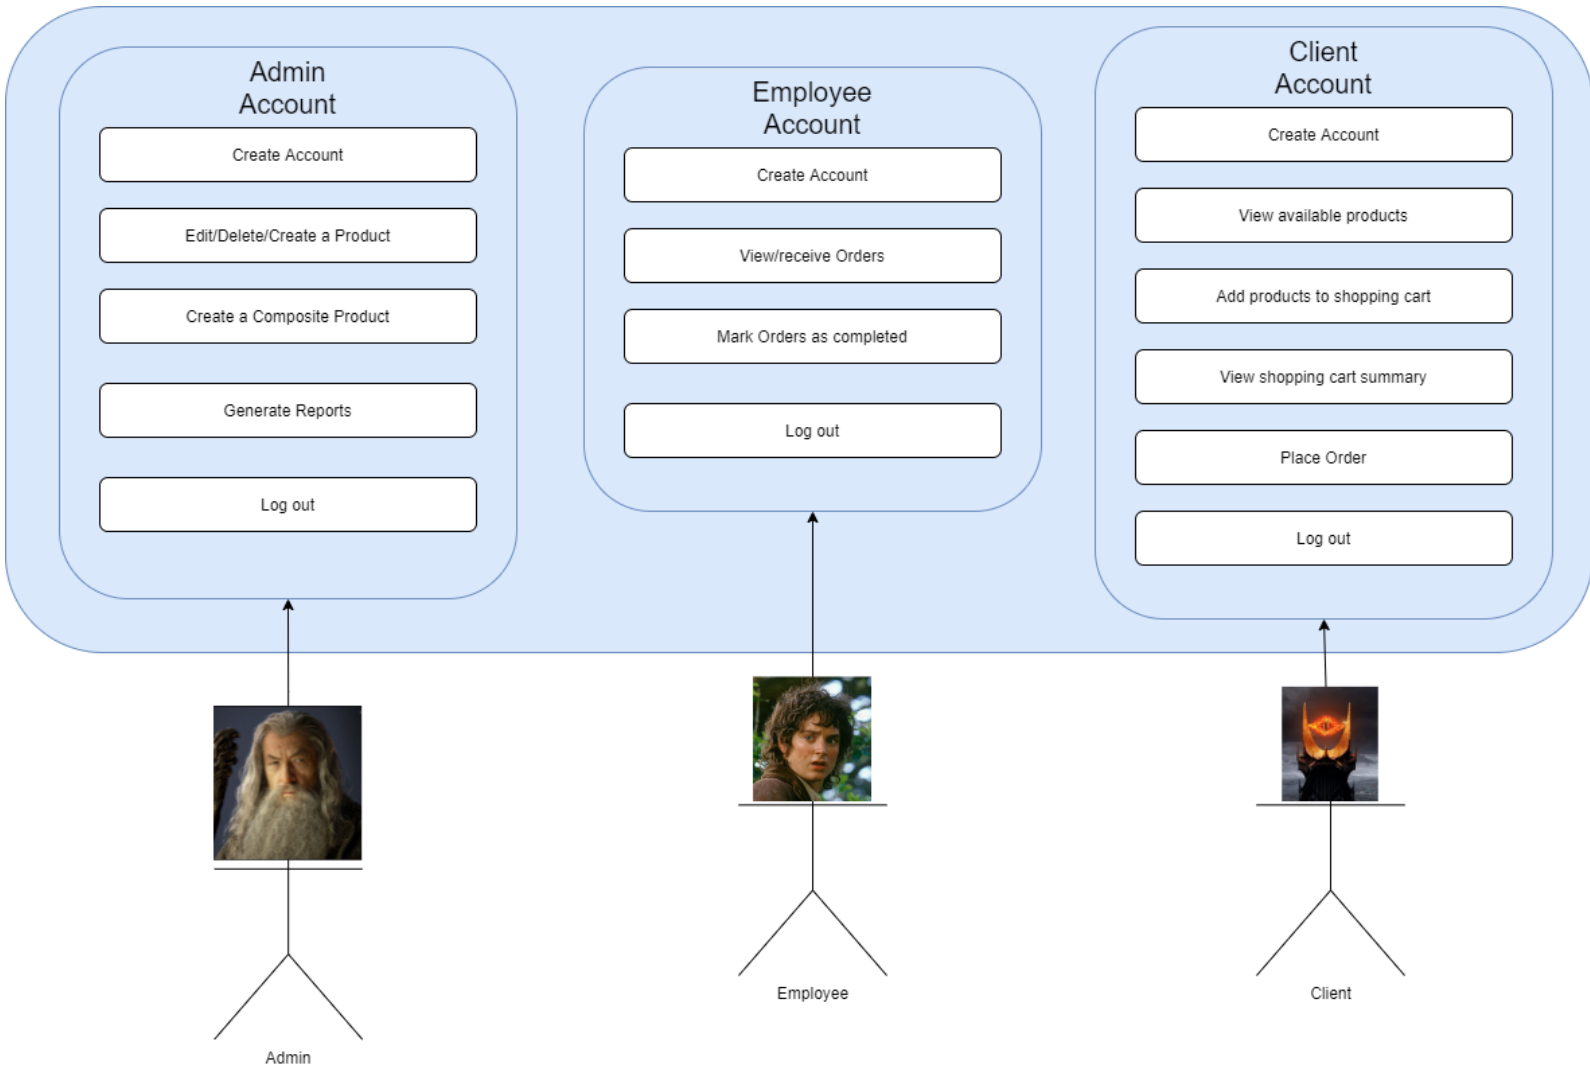 Admin
Account
Create Account
Edit/Delete/Create a Product
Create a Composite Product
Generate Reports
Log out
Employee
Account
Create Account
View/receive Orders
Mark Orders as completed
Log out
Client
Account
Create Account
View available products
Add products to shopping cart
View shopping cart summary
Place Order
Log out
Admin
Employee
Client